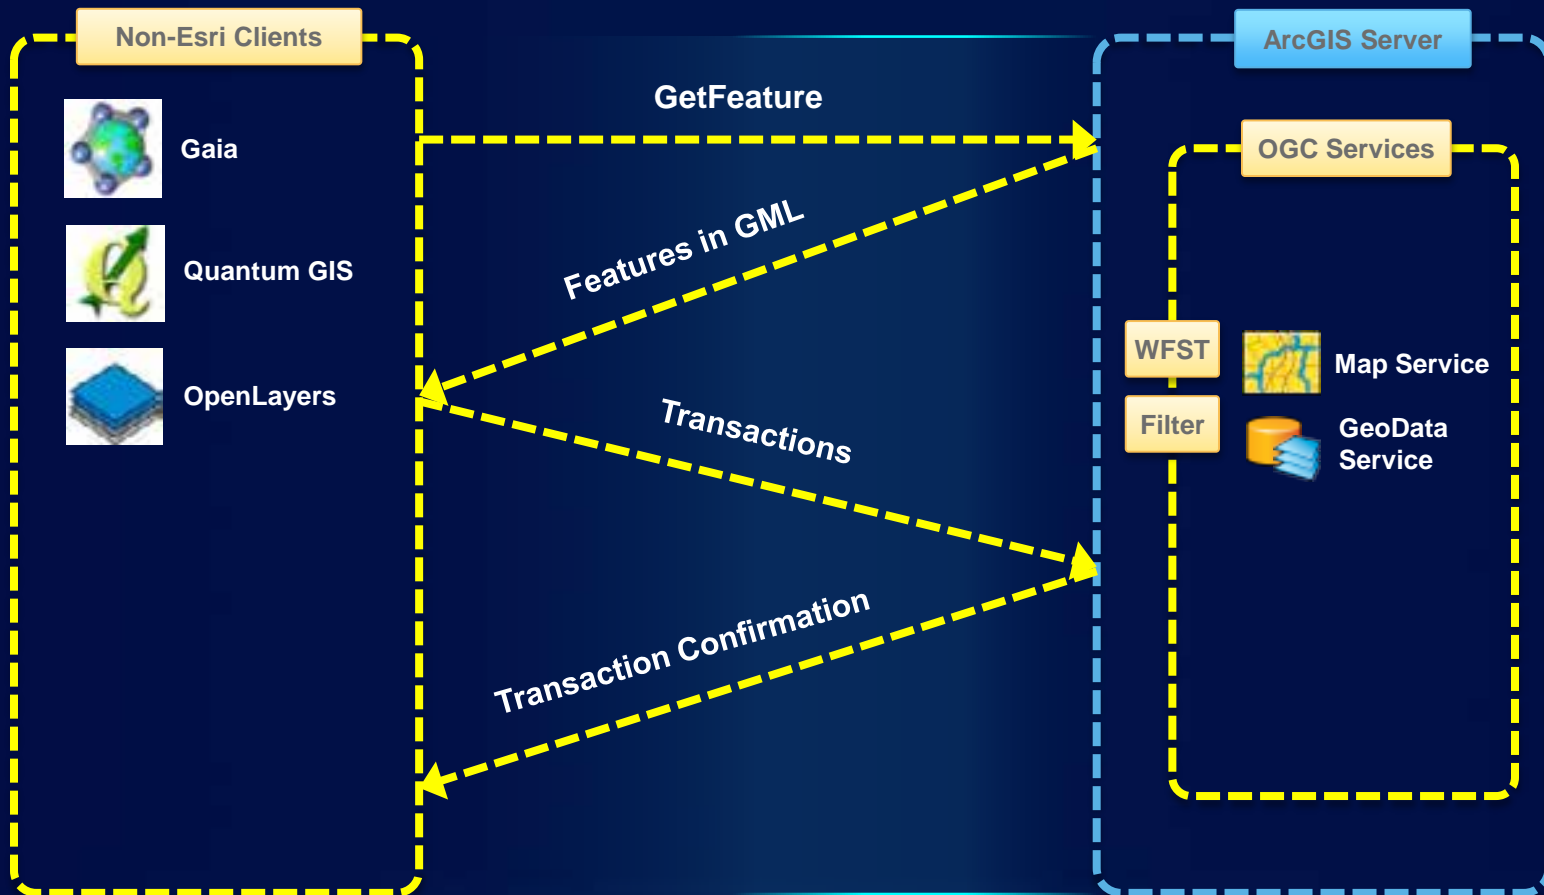 Non-Esri Clients
Gaia
Quantum GIS
OpenLayers
GetFeature
Features in GML
Transactions
Transaction Confirmation
ArcGIS Server
OGC Services
WFST
Filter
Map Service
GeoData
Service